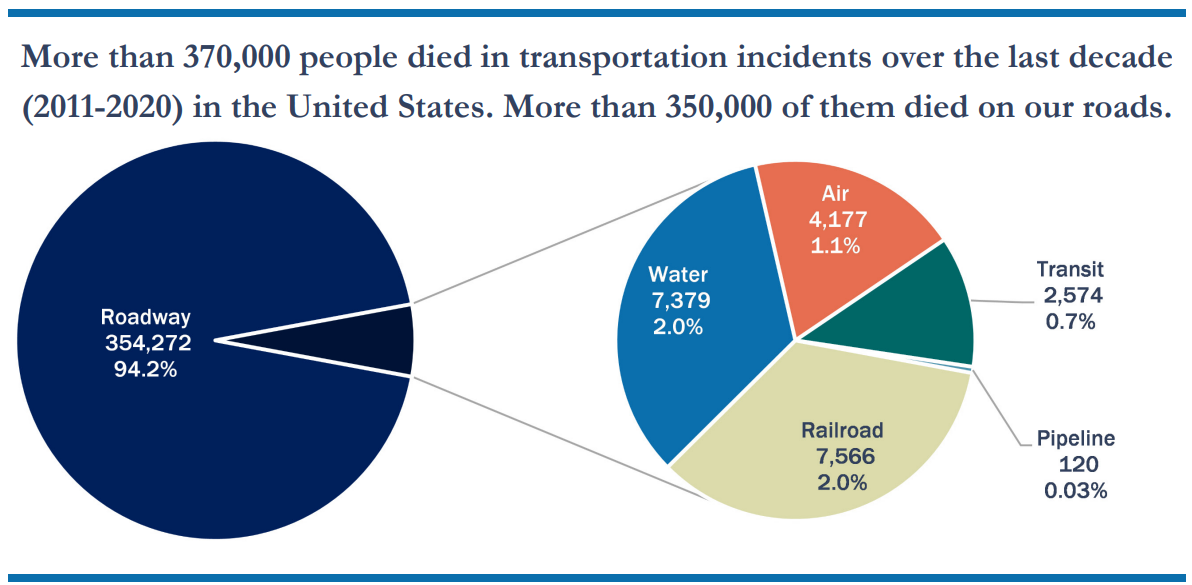 More than 370,000 people died in transportation incidents over the last decade
(2011-2020) in the United States. More than 350,000 of them died on our roads.
Roadway
354,272
94.2%
Water
7,379
2.0%
Air
4,177
1.1%
Transit
2,574
0.7%
Railroad
7,566
2.0%
Pipeline
120
0.03%